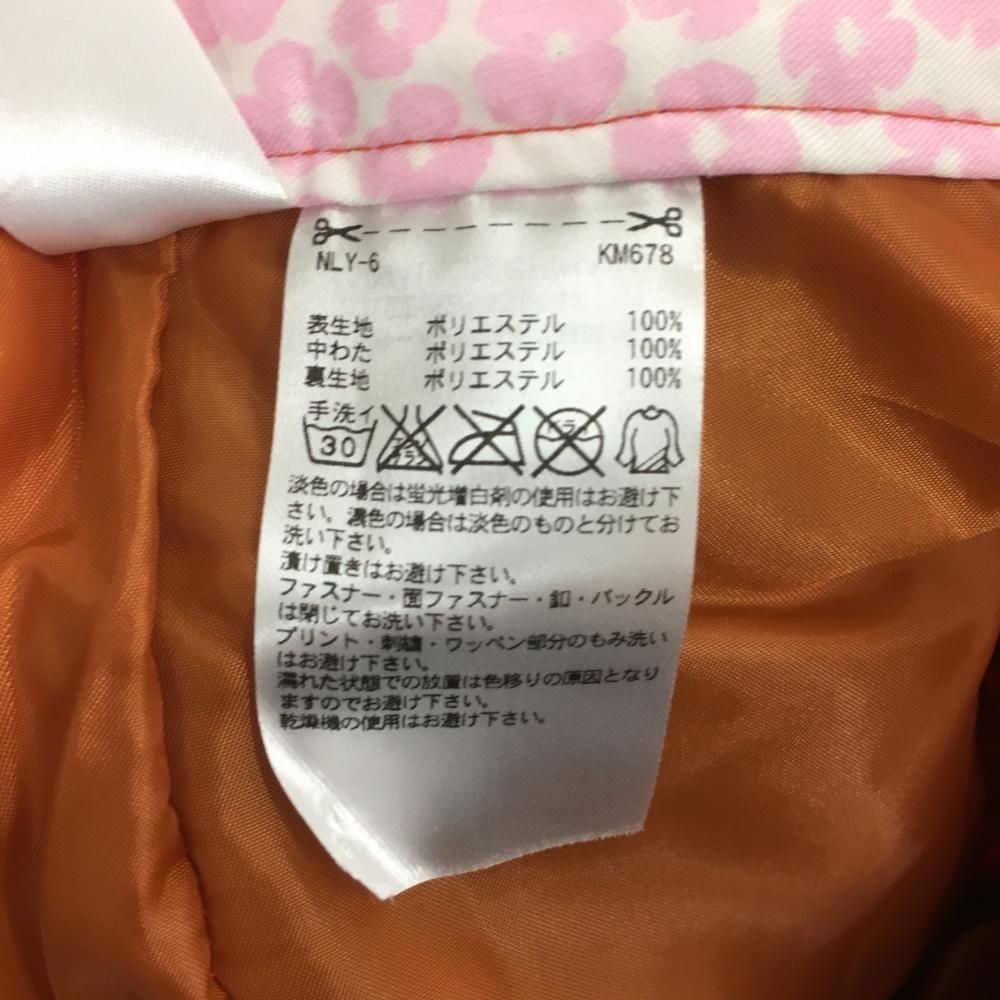 NLY-6 KM678
表生地 ポリエステル 100%
中わた ポリエステル 100%
裏生地 ポリエステル 100%
手洗イ
30
エンソサラシ
ドライ
淡色の場合は蛍光増白剤の使用はお避け下
さい。濃色の場合は淡色のものと分けてお
洗い下さい。
漬け置きはお避け下さい。
ファスナー・面ファスナー・釦・バックル
は閉じてお洗い下さい。
プリント・刺繍・ワッペン部分のもみ洗い
はお避け下さい。
濡れた状態での放置は色移りの原因となり
ますのでお避け下さい。
乾燥機の使用はお避け下さい。